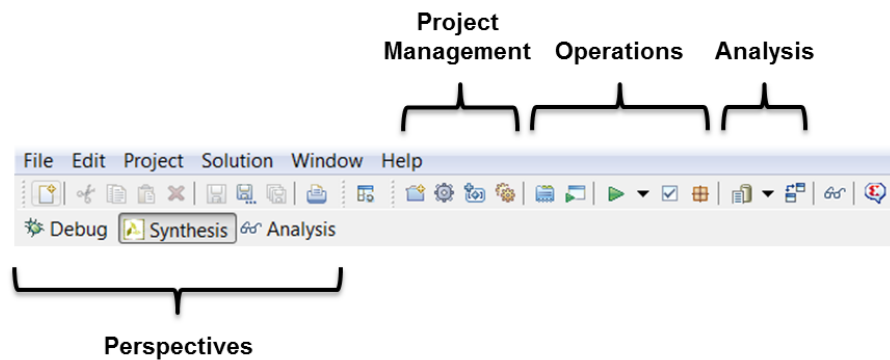 Project
Management Operations Analysis
File Edit Project Solution Window Help
Debug Synthesis Analysis
Perspectives